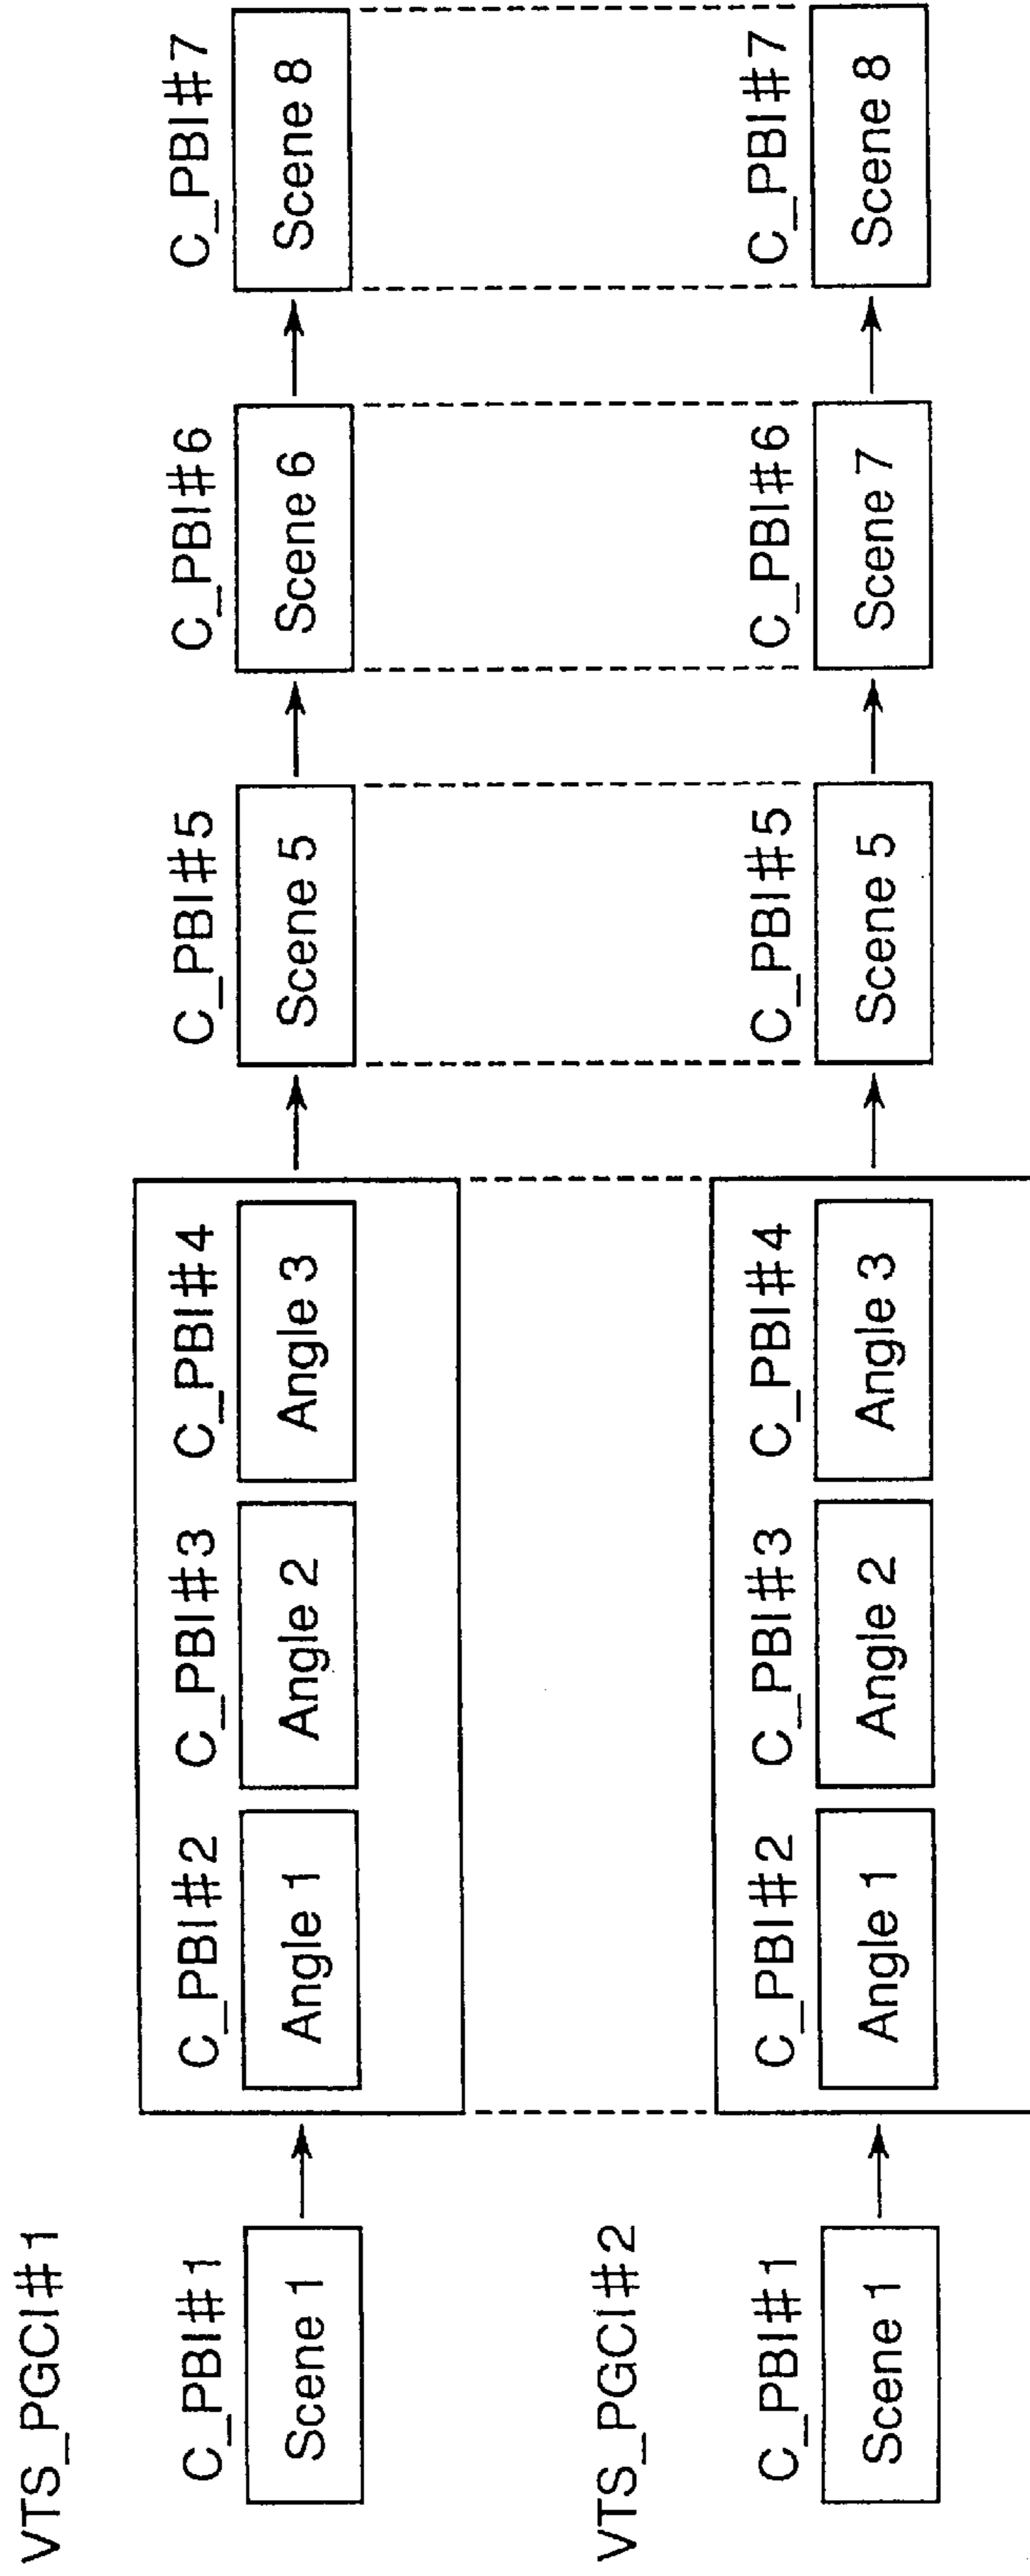 VTS_PGCI#1
C_PBI#1 C_PBI#2 C_PBI#3 C_PBI#4 C_PBI#5 C_PBI#6 C_PBI#7
Scene 1 Angle 1 Angle 2 Angle 3 Scene 5 Scene 6 Scene 8
VTS_PGCI#2
C_PBI#1 C_PBI#2 C_PBI#3 C_PBI#4 C_PBI#5 C_PBI#6 C_PBI#7
Scene 1 Angle 1 Angle 2 Angle 3 Scene 5 Scene 7 Scene 8